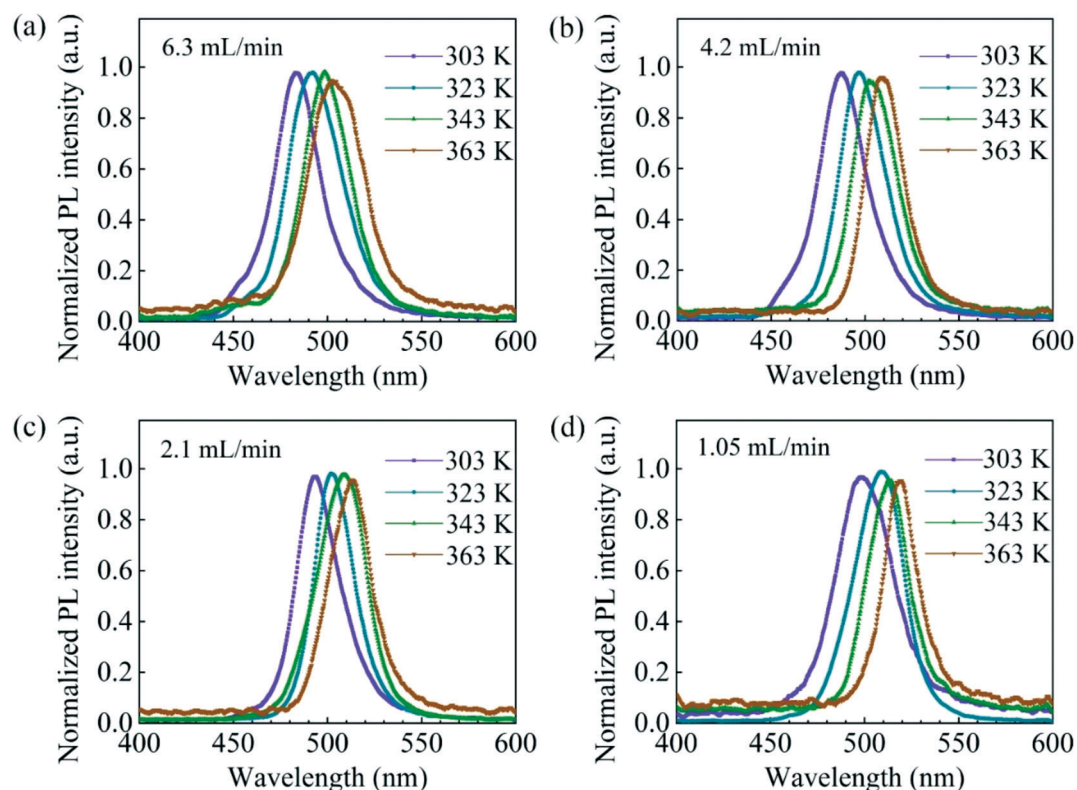 (a)
6.3 mL/min
303 K
323 K
343 K
363 K
Normalized PL intensity (a.u.)
1.0
0.8
0.6
0.4
0.2
0.0
400 450 500 550 600
Wavelength (nm)
(b)
4.2 mL/min
303 K
323 K
343 K
363 K
Normalized PL intensity (a.u.)
1.0
0.8
0.6
0.4
0.2
0.0
400 450 500 550 600
Wavelength (nm)
(c)
2.1 mL/min
303 K
323 K
343 K
363 K
Normalized PL intensity (a.u.)
1.0
0.8
0.6
0.4
0.2
0.0
400 450 500 550 600
Wavelength (nm)
(d)
1.05 mL/min
303 K
323 K
343 K
363 K
Normalized PL intensity (a.u.)
1.0
0.8
0.6
0.4
0.2
0.0
400 450 500 550 600
Wavelength (nm)